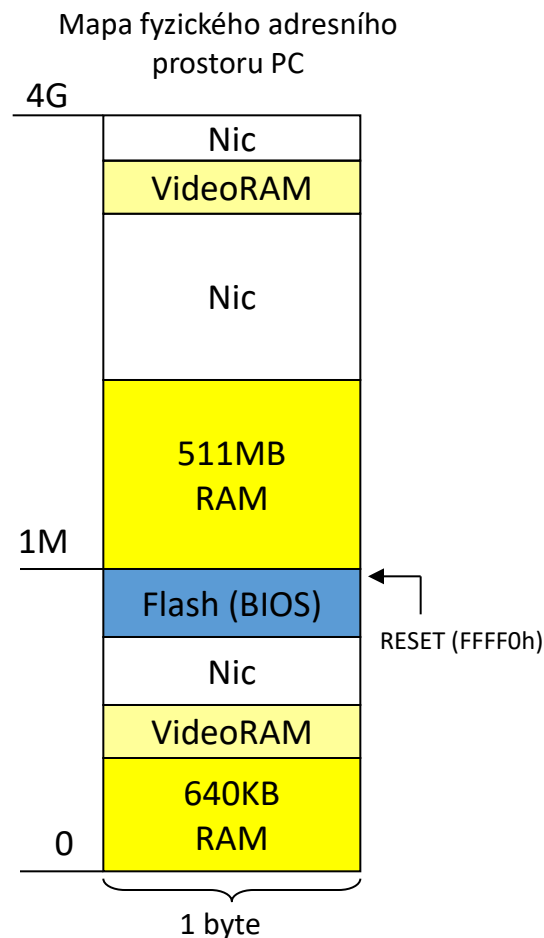 Mapa fyzického adresního
prostoru PC
4G
Nic
VideoRAM
Nic
511MB
RAM
1M
Flash (BIOS)
RESET (FFFF0h)
Nic
VideoRAM
640KB
RAM
0
1 byte